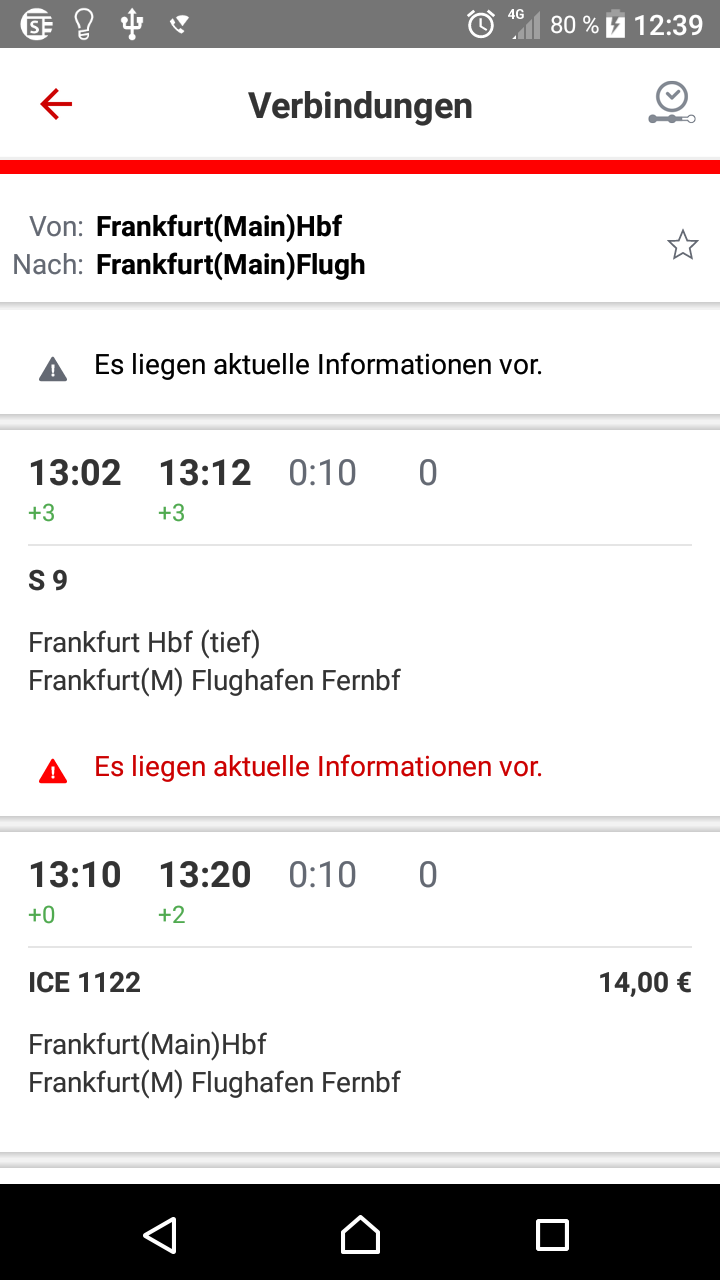 4G 80 % 12:39
Verbindungen
Von: Frankfurt(Main)Hbf
Nach: Frankfurt(Main)Flugh
Es liegen aktuelle Informationen vor.
13:02 13:12 0:10 0
+3 +3
S 9
Frankfurt Hbf (tief)
Frankfurt(M) Flughafen Fernbf
Es liegen aktuelle Informationen vor.
13:10 13:20 0:10 0
+0 +2
ICE 1122 14,00 €
Frankfurt(Main)Hbf
Frankfurt(M) Flughafen Fernbf